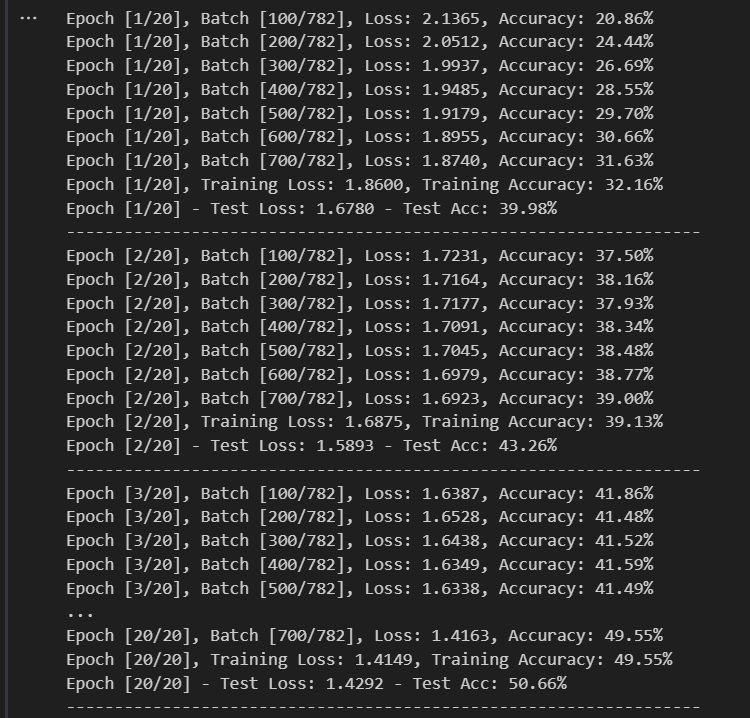 ...
Epoch [1/20], Batch [100/782], Loss: 2.1365, Accuracy: 20.86%
Epoch [1/20], Batch [200/782], Loss: 2.0512, Accuracy: 24.44%
Epoch [1/20], Batch [300/782], Loss: 1.9937, Accuracy: 26.69%
Epoch [1/20], Batch [400/782], Loss: 1.9485, Accuracy: 28.55%
Epoch [1/20], Batch [500/782], Loss: 1.9179, Accuracy: 29.70%
Epoch [1/20], Batch [600/782], Loss: 1.8955, Accuracy: 30.66%
Epoch [1/20], Batch [700/782], Loss: 1.8740, Accuracy: 31.63%
Epoch [1/20], Training Loss: 1.8600, Training Accuracy: 32.16%
Epoch [1/20] - Test Loss: 1.6780 - Test Acc: 39.98%
------------------------------------------------------------------
Epoch [2/20], Batch [100/782], Loss: 1.7231, Accuracy: 37.50%
Epoch [2/20], Batch [200/782], Loss: 1.7164, Accuracy: 38.16%
Epoch [2/20], Batch [300/782], Loss: 1.7177, Accuracy: 37.93%
Epoch [2/20], Batch [400/782], Loss: 1.7091, Accuracy: 38.34%
Epoch [2/20], Batch [500/782], Loss: 1.7045, Accuracy: 38.48%
Epoch [2/20], Batch [600/782], Loss: 1.6979, Accuracy: 38.77%
Epoch [2/20], Batch [700/782], Loss: 1.6923, Accuracy: 39.00%
Epoch [2/20], Training Loss: 1.6875, Training Accuracy: 39.13%
Epoch [2/20] - Test Loss: 1.5893 - Test Acc: 43.26%
------------------------------------------------------------------
Epoch [3/20], Batch [100/782], Loss: 1.6387, Accuracy: 41.86%
Epoch [3/20], Batch [200/782], Loss: 1.6528, Accuracy: 41.48%
Epoch [3/20], Batch [300/782], Loss: 1.6438, Accuracy: 41.52%
Epoch [3/20], Batch [400/782], Loss: 1.6349, Accuracy: 41.59%
Epoch [3/20], Batch [500/782], Loss: 1.6338, Accuracy: 41.49%
...
Epoch [20/20], Batch [700/782], Loss: 1.4163, Accuracy: 49.55%
Epoch [20/20], Training Loss: 1.4149, Training Accuracy: 49.55%
Epoch [20/20] - Test Loss: 1.4292 - Test Acc: 50.66%
------------------------------------------------------------------